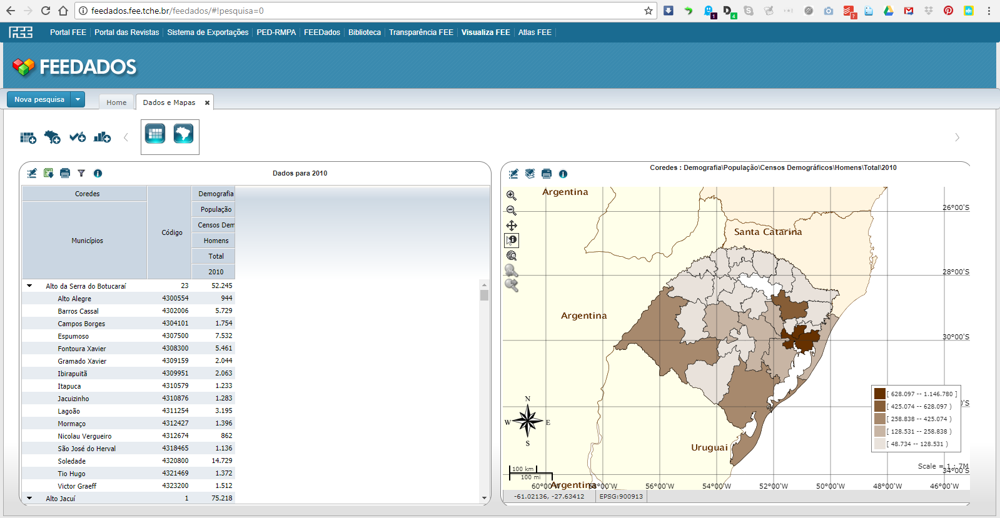 feedados.fee.tche.br/feedados/#!pesquisa=0
1
4
?
FEE
Portal FEE
Portal das Revistas
Sistema de Exportações
PED-RMPA
FEEDados
Biblioteca
Transparência FEE
Visualiza FEE
Atlas FEE
FEEDADOS
Nova pesquisa
Home
Dados e Mapas
Dados para 2010
Coredes
Municípios
Código
Demografia
População
Censos Dem
Homens
Total
2010
Alto da Serra do Botucaraí 23 52.245
Alto Alegre 4300554 944
Barros Cassal 4302006 5.729
Campos Borges 4304101 1.754
Espumoso 4307500 7.532
Fontoura Xavier 4308300 5.461
Gramado Xavier 4309159 2.044
Ibirapuitã 4309951 2.063
Itapuca 4310579 1.233
Jacuizinho 4310876 1.283
Lagoão 4311254 3.195
Mormaço 4312427 1.396
Nicolau Vergueiro 4312674 862
São José do Herval 4318465 1.136
Soledade 4320800 14.729
Tio Hugo 4321469 1.372
Victor Graeff 4323200 1.512
Alto Jacuí 1 75.218
Coredes : Demografia\População\Censos Demográficos\Homens\Total\2010
Argentina
26°00'S
Santa Catarina
28°00'S
Argentina
30°00'S
[ 628.097 -- 1.146.780 ]
[ 425.074 -- 628.097 )
0'S
[ 258.838 -- 425.074 )
[ 128.531 -- 258.838 )
[ 48.734 -- 128.531 )
N
W
E
S
Uruguai
Scale = 1 : 7M
34°00'S
100 km
100 mi
Argentina
60°00'W
58°00'W
56°00'W
54°00'W
52°00'W
50°00'W
48°00'W
46°00'W
-61.02136, -27.63412
EPSG:900913